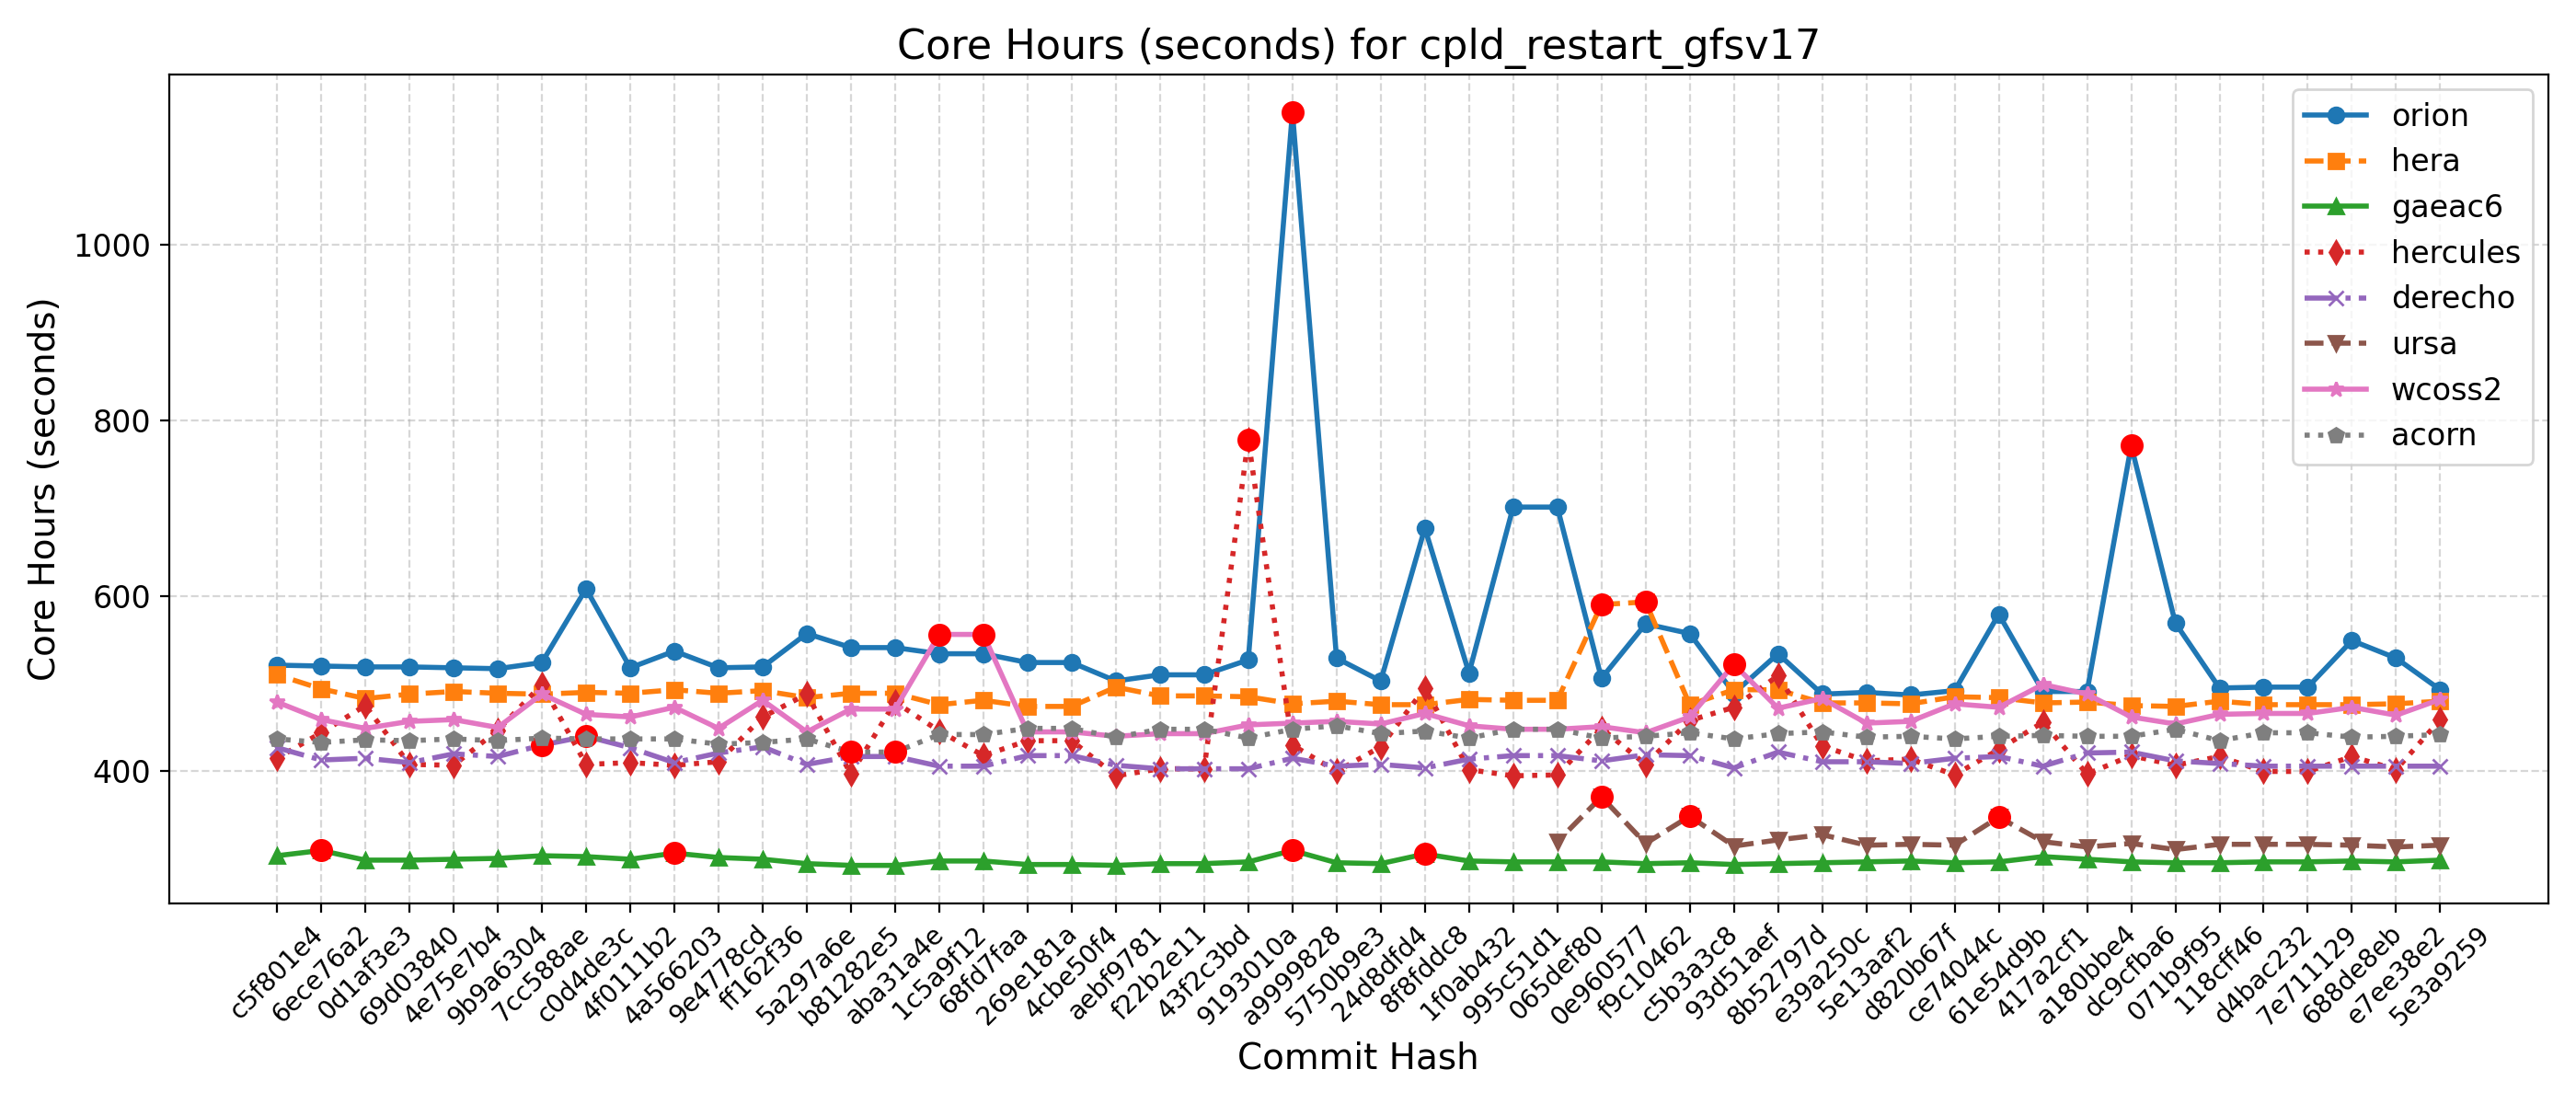 Core Hours (seconds) for cpld_restart_gfsv17
Core Hours (seconds)
1000
800
600
400
orion
hera
gaeac6
hercules
derecho
ursa
wcoss2
acorn
c5f801e4
6ece76a2
0d1af3e3
69d03840
4e75e7b4
9b9a6304
7cc588ae
c0d4de3c
4f0111b2
4a566203
9e4778cd
ff162f36
5a297a6e
b81282e5
aba31a4e
1c5a9f12
68fd7faa
269e181a
4cbe50f4
aebf9781
f22b2e11
43f2c3bd
9193010a
a9999828
5750b9e3
24d8dfd4
8f8fddc8
1f0ab432
995c51d1
065def80
0e960577
f9c10462
c5b3a3c8
93d51aef
8b52797d
e39a250c
5e13aaf2
d820b67f
ce74044c
61e54d9b
417a2cf1
a180bbe4
dc9cfba6
071b9f95
118cff46
d4bac232
7e711129
688de8eb
e7ee38e2
5e3a9259
Commit Hash